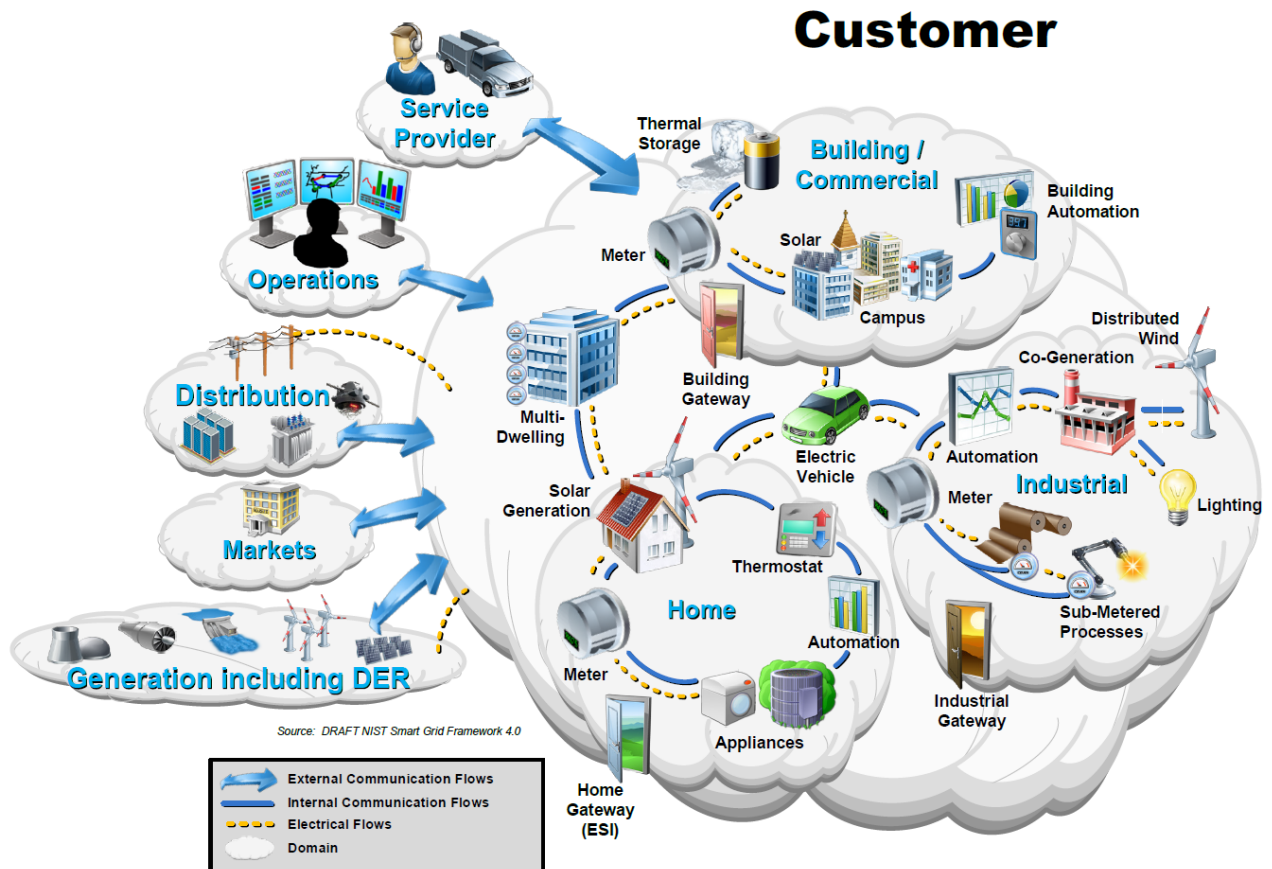 Customer
Service
Provider
Thermal
Storage
Building /
Commercial
Building
Automation
Operations
Meter
Solar
Campus
Distributed
Wind
Co-Generation
Building
Gateway
Distribution
Multi-
Dwelling
Electric
Vehicle
Automation
Industrial
Meter
Lighting
Solar
Generation
Markets
Thermostat
Home
Sub-Metered
Processes
Automation
Meter
Generation including DER
Industrial
Gateway
Appliances
Source: DRAFT NIST Smart Grid Framework 4.0
Home
Gateway
(ESI)
External Communication Flows
Internal Communication Flows
Electrical Flows
Domain